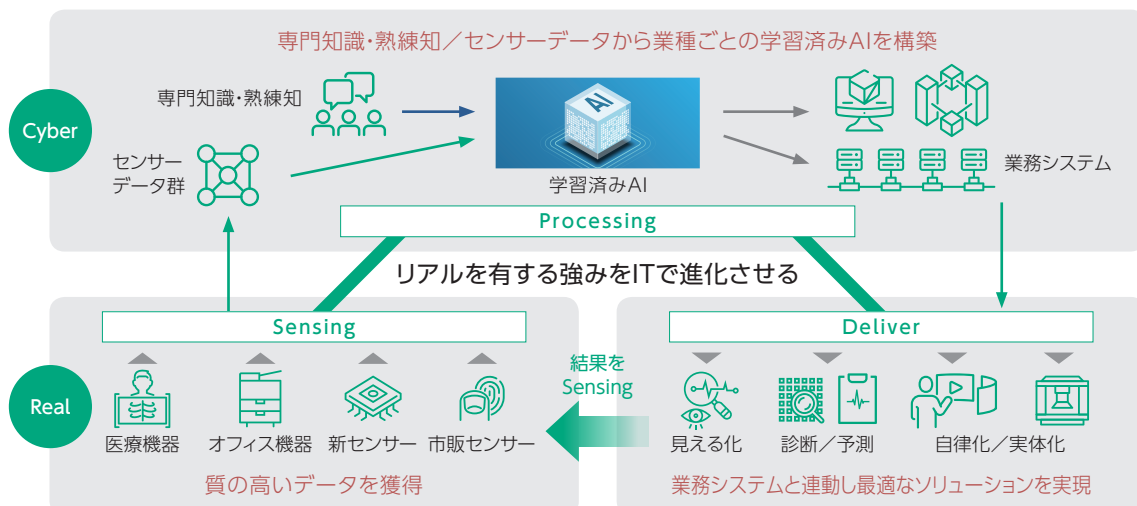 専門知識・熟練知／センサーデータから業種ごとの学習済みAIを構築
Cyber
専門知識・熟練知
センサー
データ群
AI
学習済みAI
業務システム
Processing
リアルを有する強みをITで進化させる
Real
Sensing
医療機器
オフィス機器
新センサー
市販センサー
質の高いデータを獲得
結果を
Sensing
Deliver
見える化
診断／予測
自律化／実体化
業務システムと連動し最適なソリューションを実現